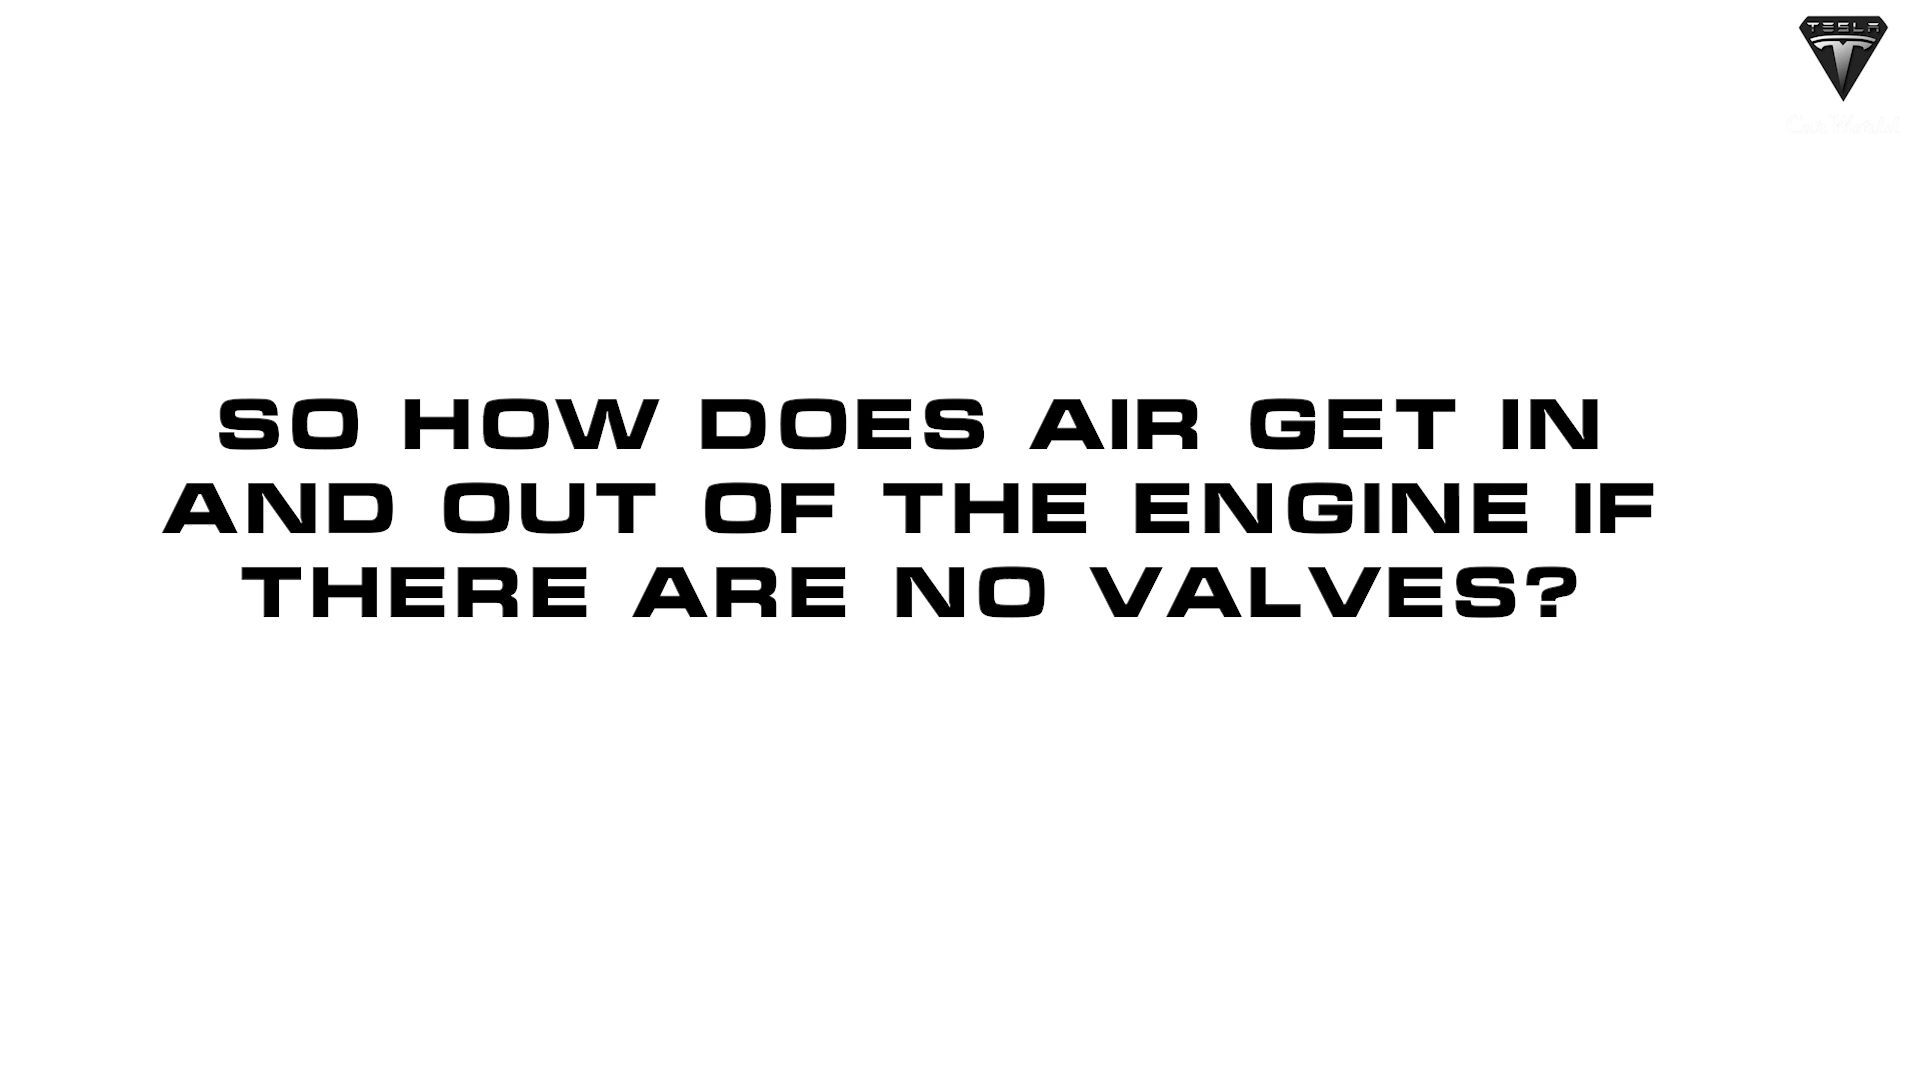 TESLA
SO HOW DOES AIR GET IN
AND OUT OF THE ENGINE IF
THERE ARE NO VALVES?